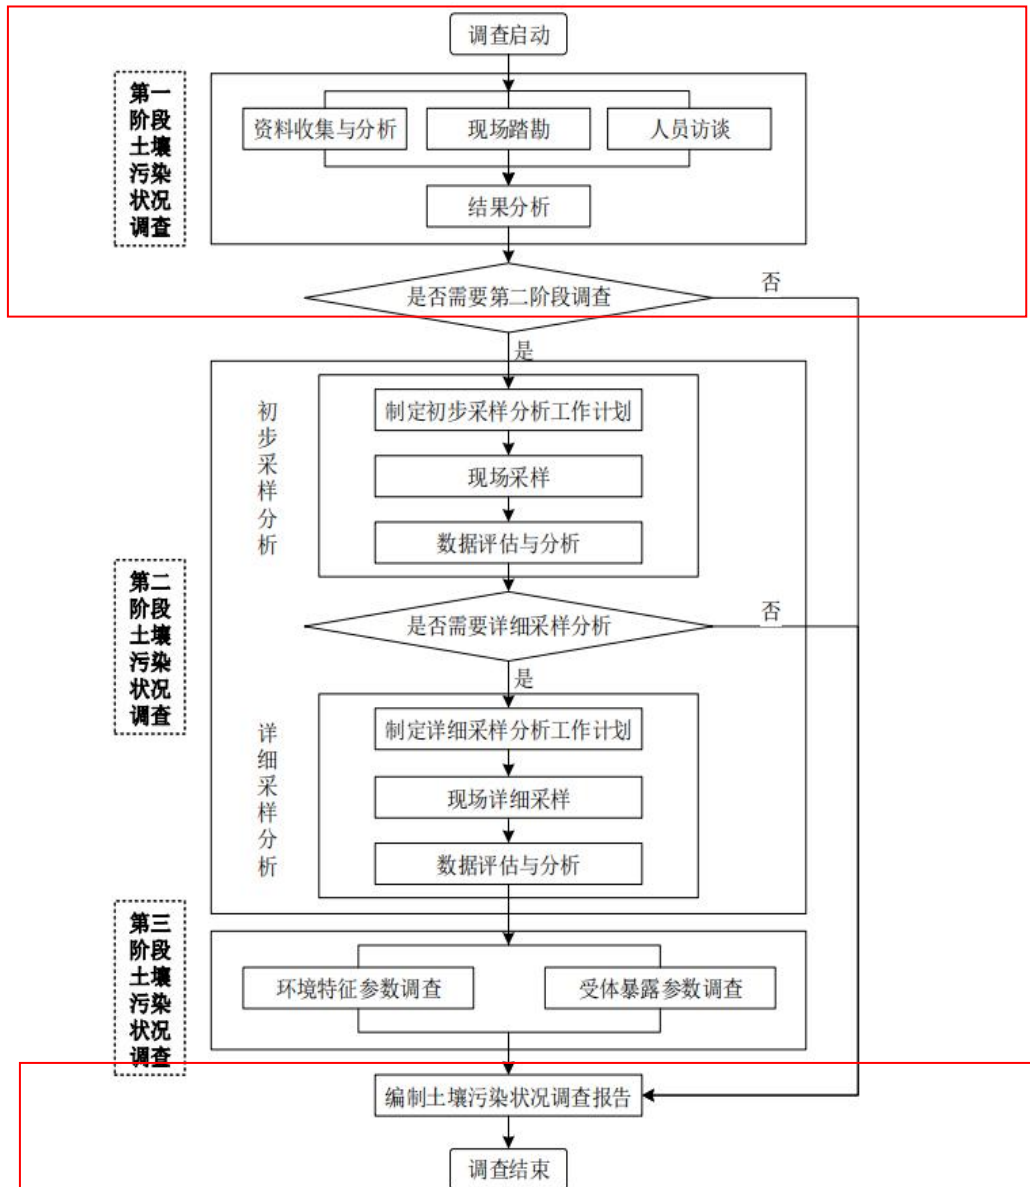 调查启动
第一
阶段
土壤
污染
状况
调查
资料收集与分析
现场踏勘
人员访谈
结果分析
是否需要第二阶段调查
否
是
初
步
采
样
分
析
制定初步采样分析工作计划
现场采样
数据评估与分析
第二
阶段
土壤
污染
状况
调查
是否需要详细采样分析
否
是
详
细
采
样
分
析
制定详细采样分析工作计划
现场详细采样
数据评估与分析
第三
阶段
土壤
污染
状况
调查
环境特征参数调查
受体暴露参数调查
编制土壤污染状况调查报告
调查结束